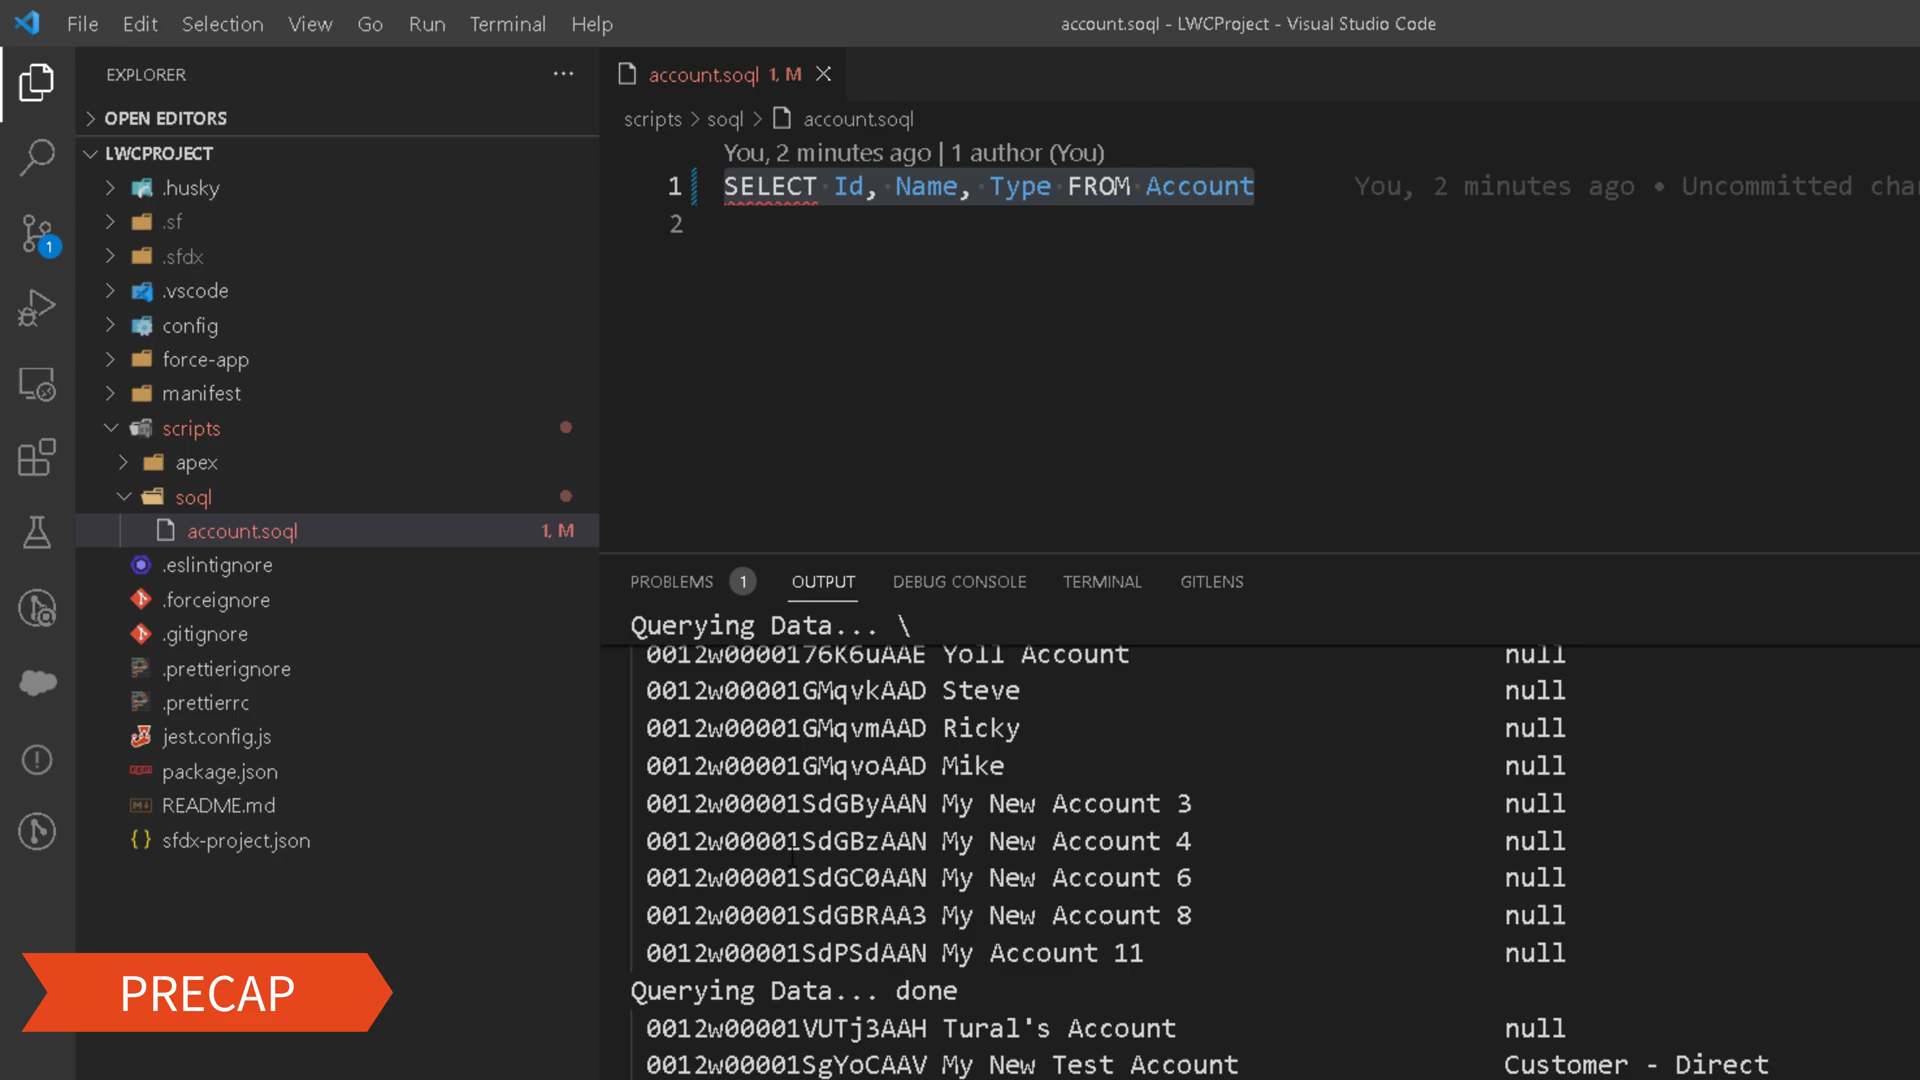 File Edit Selection View Go Run Terminal Help
account.soql - LWCProject - Visual Studio Code
EXPLORER
OPEN EDITORS
LWCPROJECT
.husky
.sf
.sfdx
.vscode
config
force-app
manifest
scripts
apex
soql
account.soql 1, M
.eslintignore
.forceignore
.gitignore
.prettierignore
.prettierrc
jest.config.js
package.json
README.md
sfdx-project.json
1
PRECAP
account.soql 1, M
scripts > soql > account.soql
You, 2 minutes ago | 1 author (You)
1 SELECT Id, Name, Type FROM Account You, 2 minutes ago • Uncommitted
2
PROBLEMS 1 OUTPUT DEBUG CONSOLE TERMINAL GITLENS
Querying Data... \
0012w0000176K6uAAE Yoll Account null
0012w00001GMqvkAAD Steve null
0012w00001GMqvmAAD Ricky null
0012w00001GMqvoAAD Mike null
0012w00001SdGByAAN My New Account 3 null
0012w00001SdGBzAAN My New Account 4 null
0012w00001SdGC0AAN My New Account 6 null
0012w00001SdGBRAA3 My New Account 8 null
0012w00001SdPSdAAN My Account 11 null
Querying Data... done
0012w00001VUTj3AAH Tural's Account null
0012w00001SgYoCAAV My New Test Account Customer - Direct